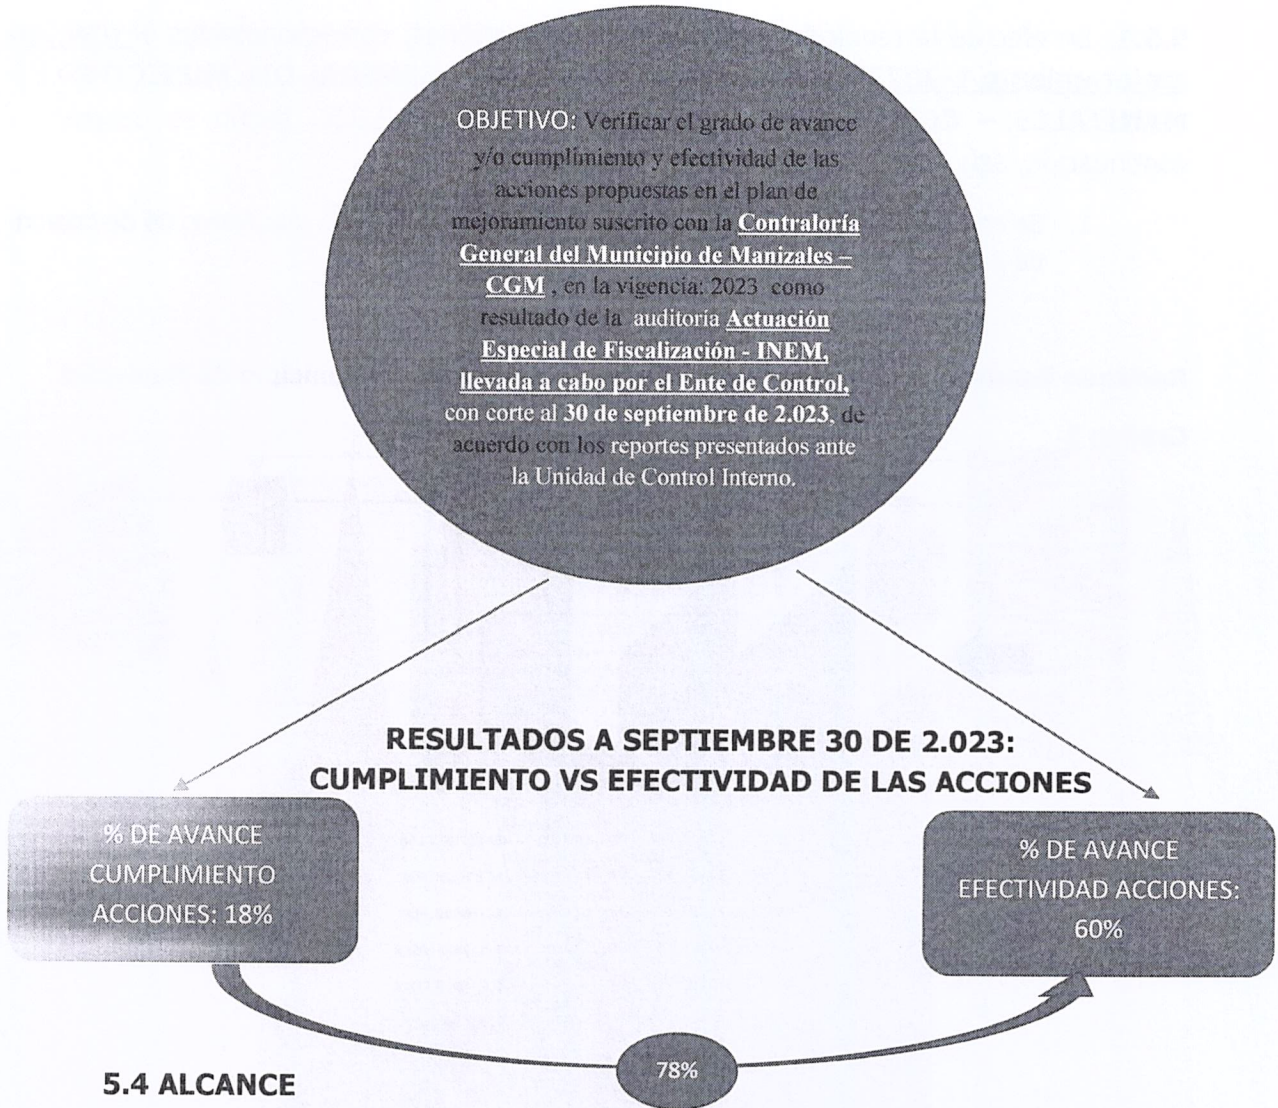 OBJETIVO: Verificar el grado de avance
y/o cumplimiento y efectividad de las
acciones propuestas en el plan de
mejoramiento suscrito con la Contraloría
General del Municipio de Manizales –
CGM , en la vigencia: 2023 como
resultado de la auditoría Actuación
Especial de Fiscalización - INEM,
llevada a cabo por el Ente de Control,
con corte al 30 de septiembre de 2.023, de
acuerdo con los reportes presentados ante
la Unidad de Control Interno.
RESULTADOS A SEPTIEMBRE 30 DE 2.023:
CUMPLIMIENTO VS EFECTIVIDAD DE LAS ACCIONES
% DE AVANCE
CUMPLIMIENTO
ACCIONES: 18%
% DE AVANCE
EFECTIVIDAD ACCIONES:
60%
78%
5.4 ALCANCE